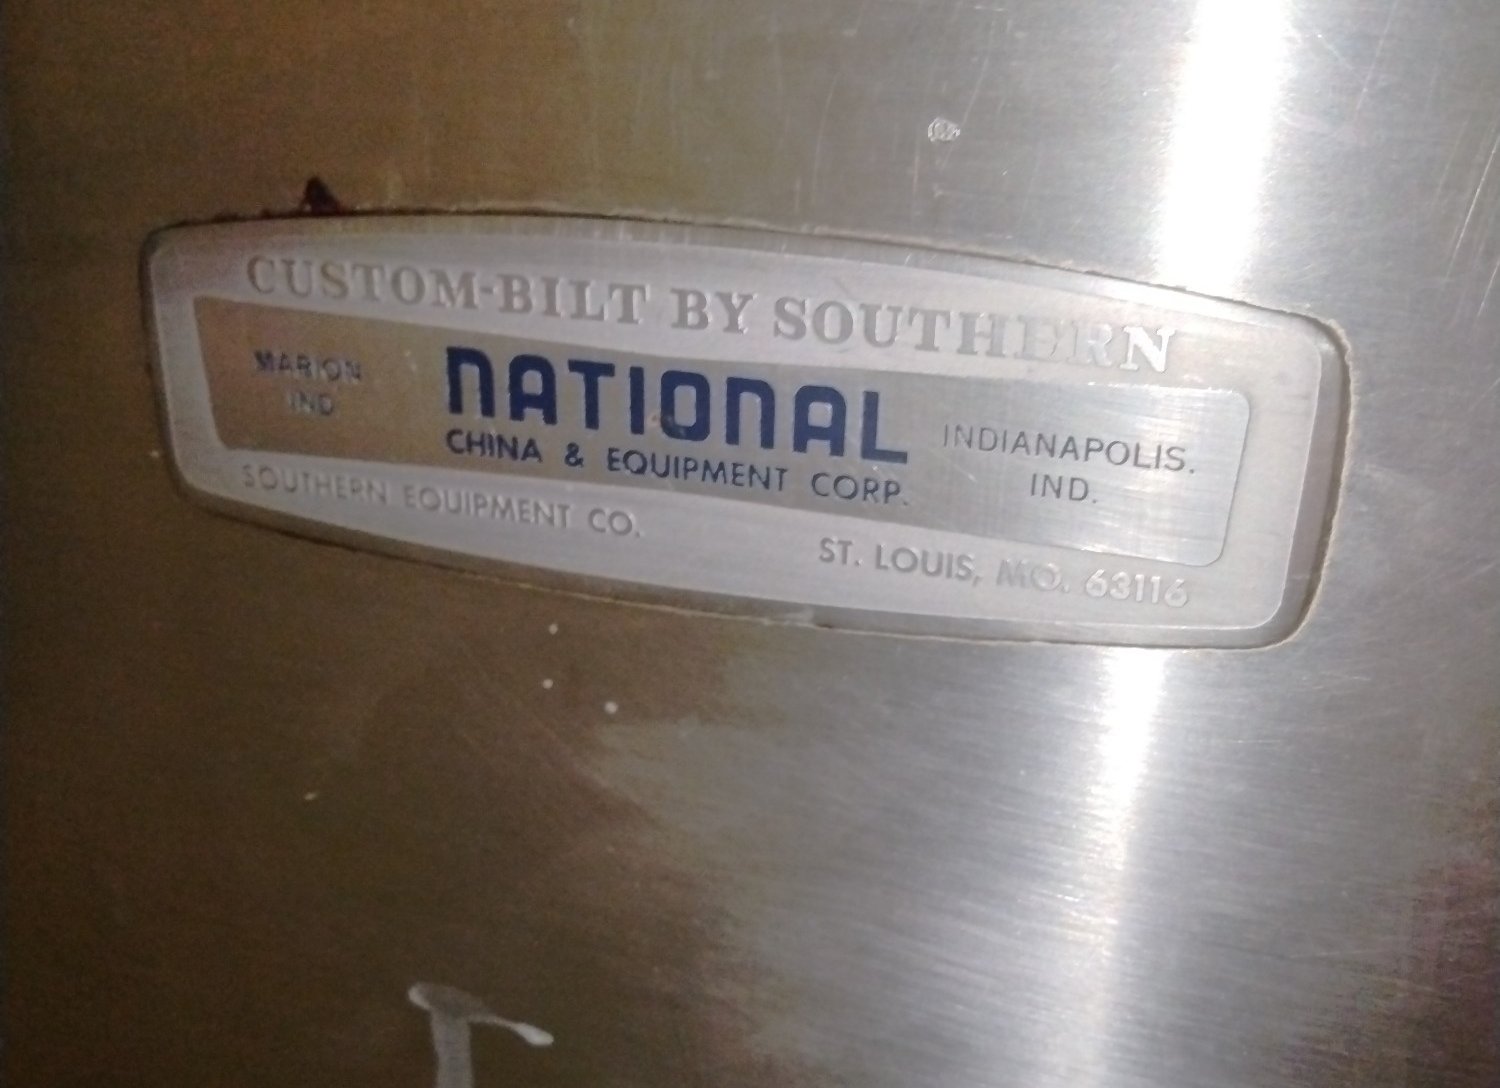 CUSTOM-BILT BY SOUTHERN
MARION
IND
NATIONAL
CHINA & EQUIPMENT CORP.
INDIANAPOLIS.
IND.
SOUTHERN EQUIPMENT CO.
ST. LOUIS, MO. 63116